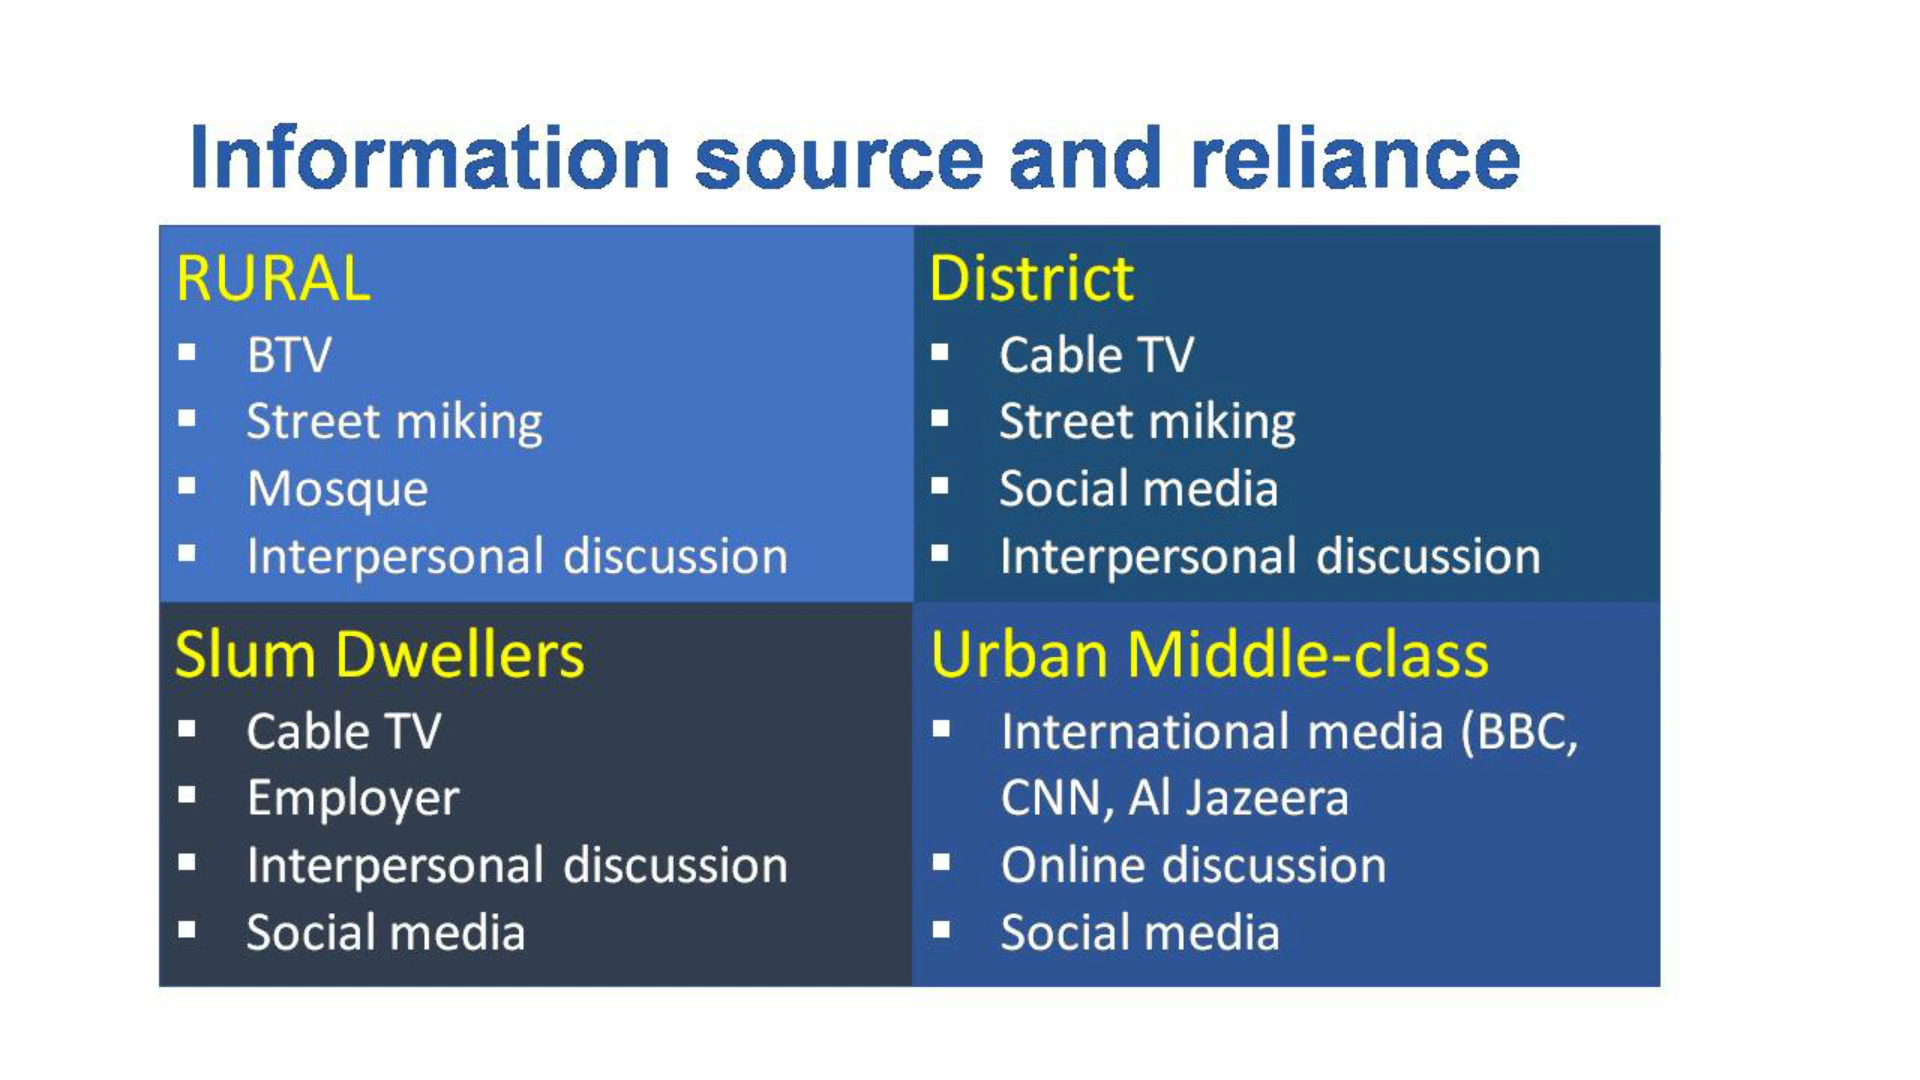 Information source and reliance
RURAL
▪ BTV
▪ Street miking
▪ Mosque
▪ Interpersonal discussion
District
▪ Cable TV
▪ Street miking
▪ Social media
▪ Interpersonal discussion
Slum Dwellers
▪ Cable TV
▪ Employer
▪ Interpersonal discussion
▪ Social media
Urban Middle-class
▪ International media (BBC,
CNN, Al Jazeera
▪ Online discussion
▪ Social media